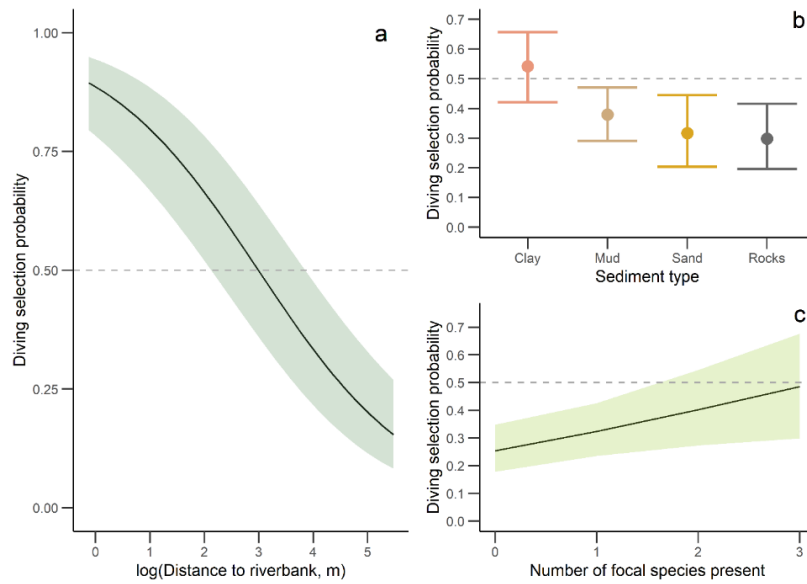 a
1.00
0.75
0.50
0.25
0.00
Diving selection probability
0 1 2 3 4 5
log(Distance to riverbank, m)
b
0.7
0.6
0.5
0.4
0.3
0.2
0.1
0.0
Diving selection probability
Clay Mud Sand Rocks
Sediment type
c
0.7
0.6
0.5
0.4
0.3
0.2
0.1
0.0
Diving selection probability
0 1 2 3
Number of focal species present